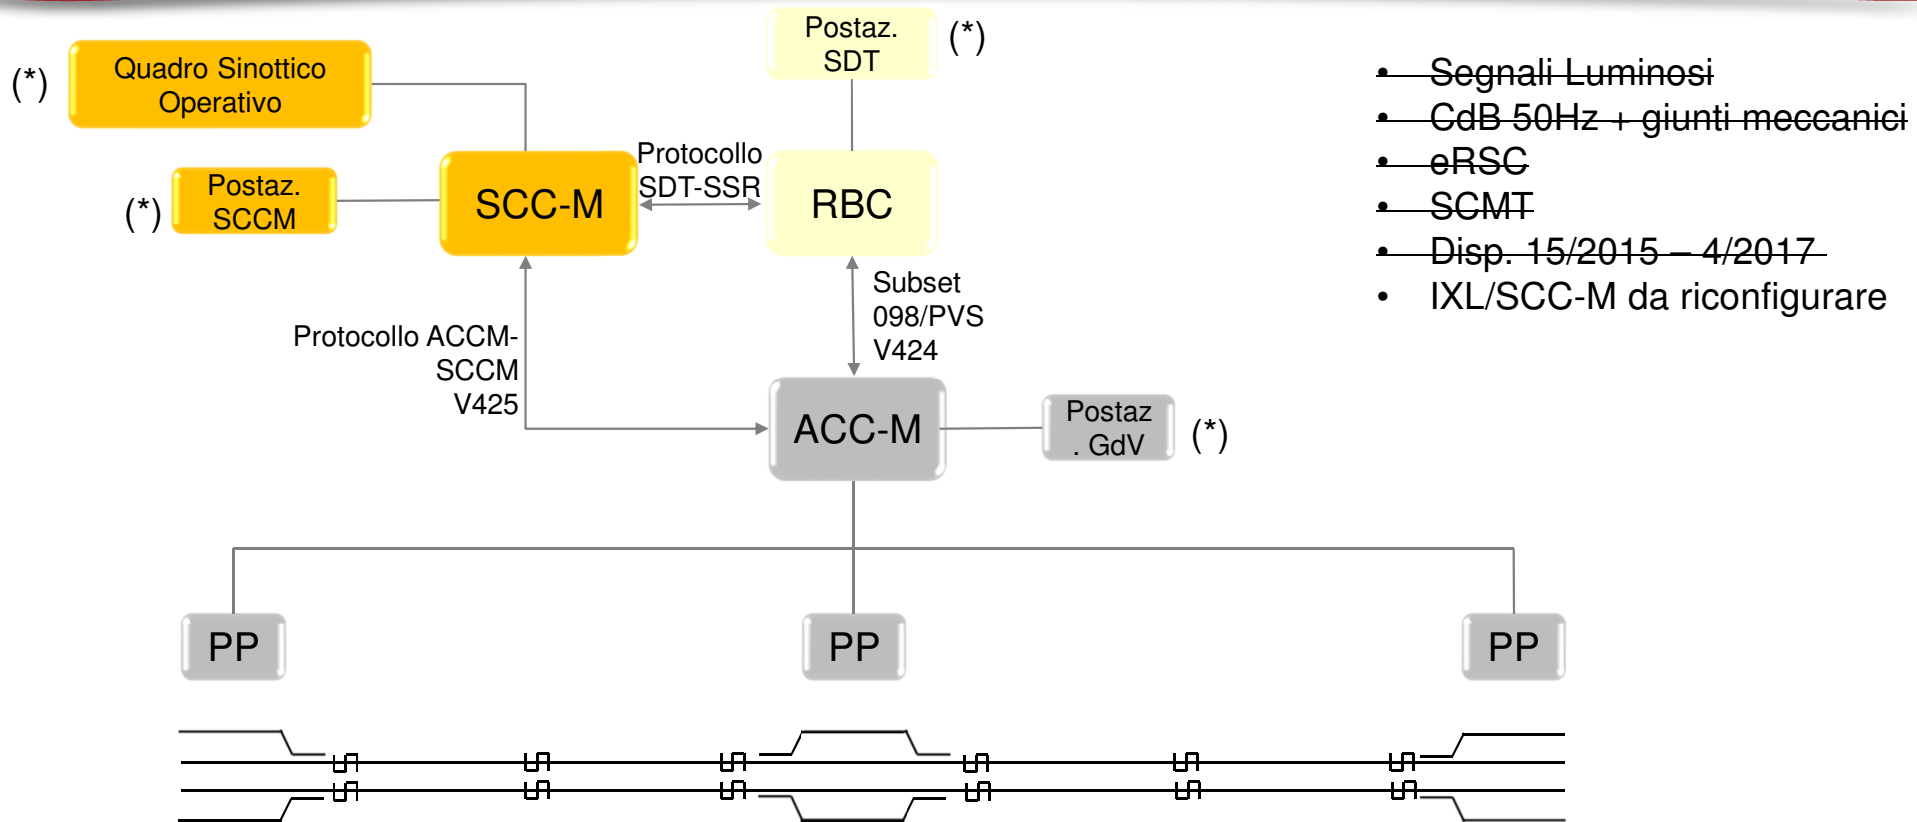 Postaz.
SDT
(*)
Quadro Sinottico
Operativo
(*)
Postaz.
SCCM
(*)
SCC-M
Protocollo
SDT-SSR
RBC
Subset
098/PVS
V424
Protocollo ACCM-
SCCM
V425
ACC-M
Postaz
. GdV
(*)
PP
PP
PP
• Segnali Luminosi
• CdB 50Hz + giunti meccanici
• eRSC
• SCMT
• Disp. 15/2015 – 4/2017
• IXL/SCC-M da riconfigurare